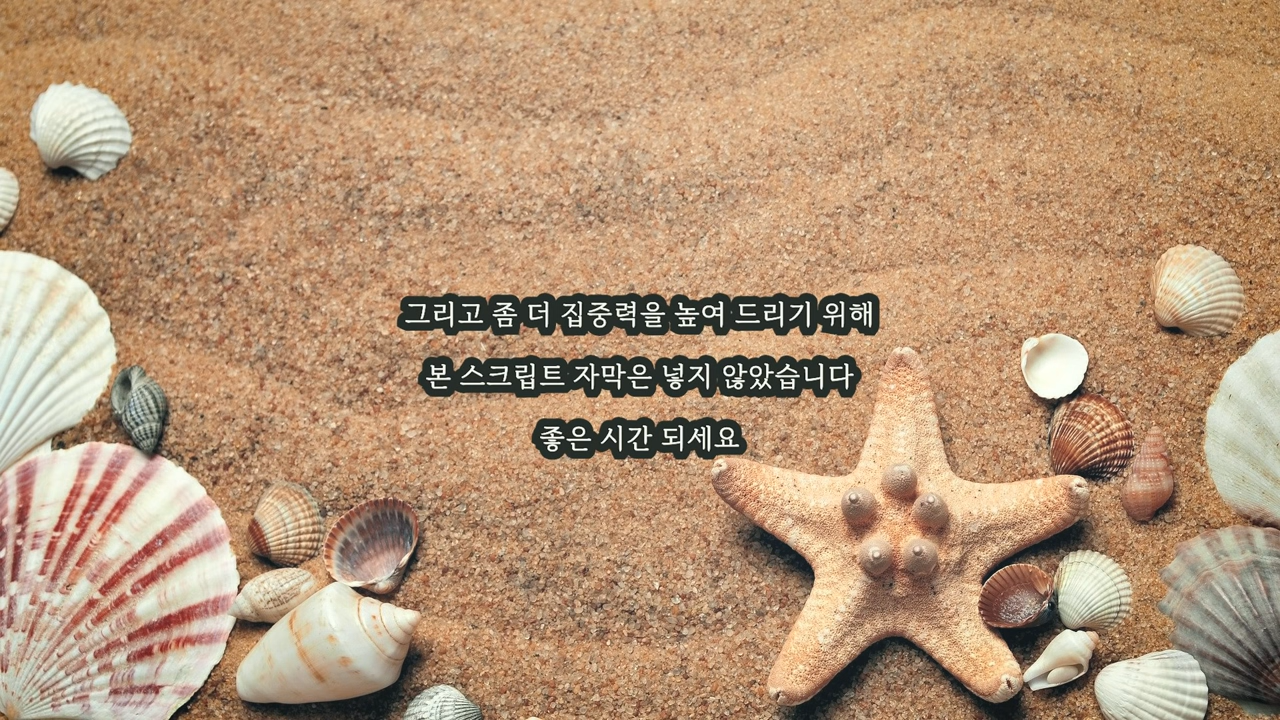 그리고 좀 더 집중력을 높여 드리기 위해
본 스크립트 자막은 넣지 않았습니다
좋은 시간 되세요